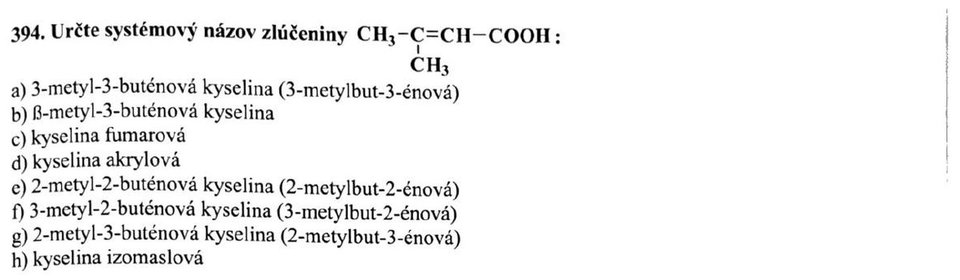 394. Určte systémový názov zlúčeniny CH₃−C=CH−COOH :
CH₃
a) 3-metyl-3-buténová kyselina (3-metylbut-3-énová)
b) ß-metyl-3-buténová kyselina
c) kyselina fumarová
d) kyselina akrylová
e) 2-metyl-2-buténová kyselina (2-metylbut-2-énová)
f) 3-metyl-2-buténová kyselina (3-metylbut-2-énová)
g) 2-metyl-3-buténová kyselina (2-metylbut-3-énová)
h) kyselina izomaslová